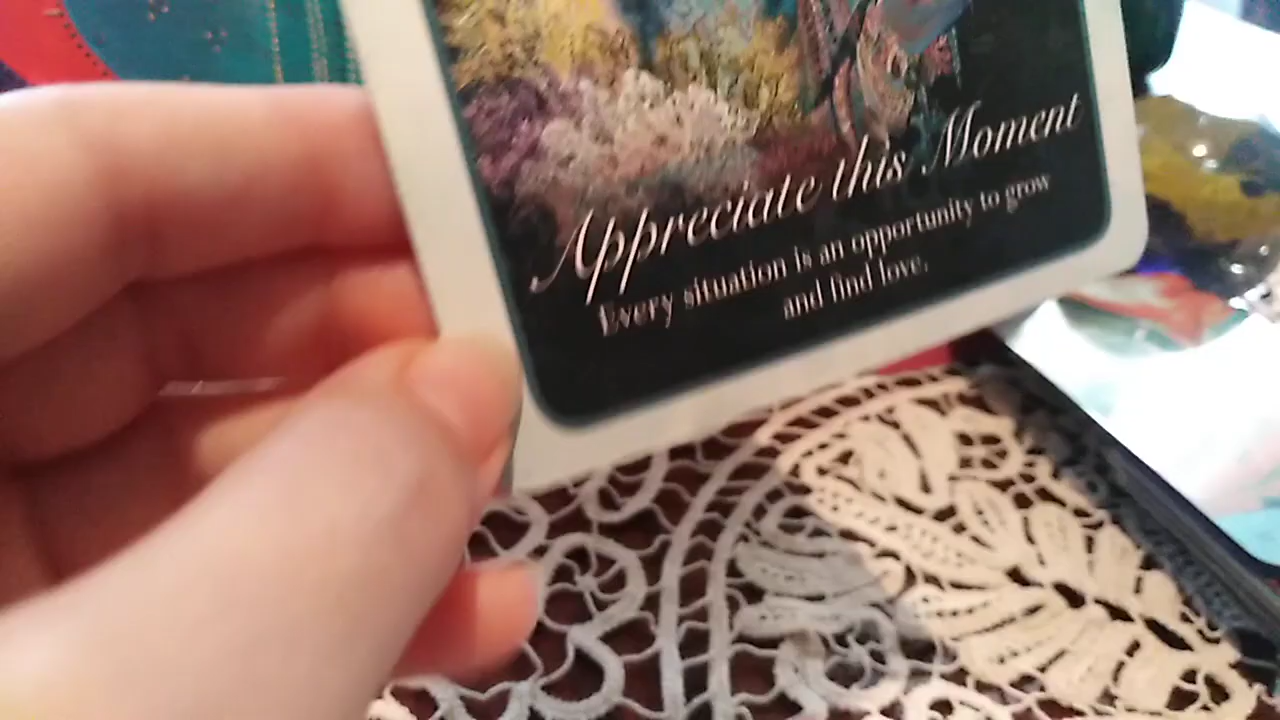 Appreciate this Moment
Every situation is an opportunity to grow
and find love.